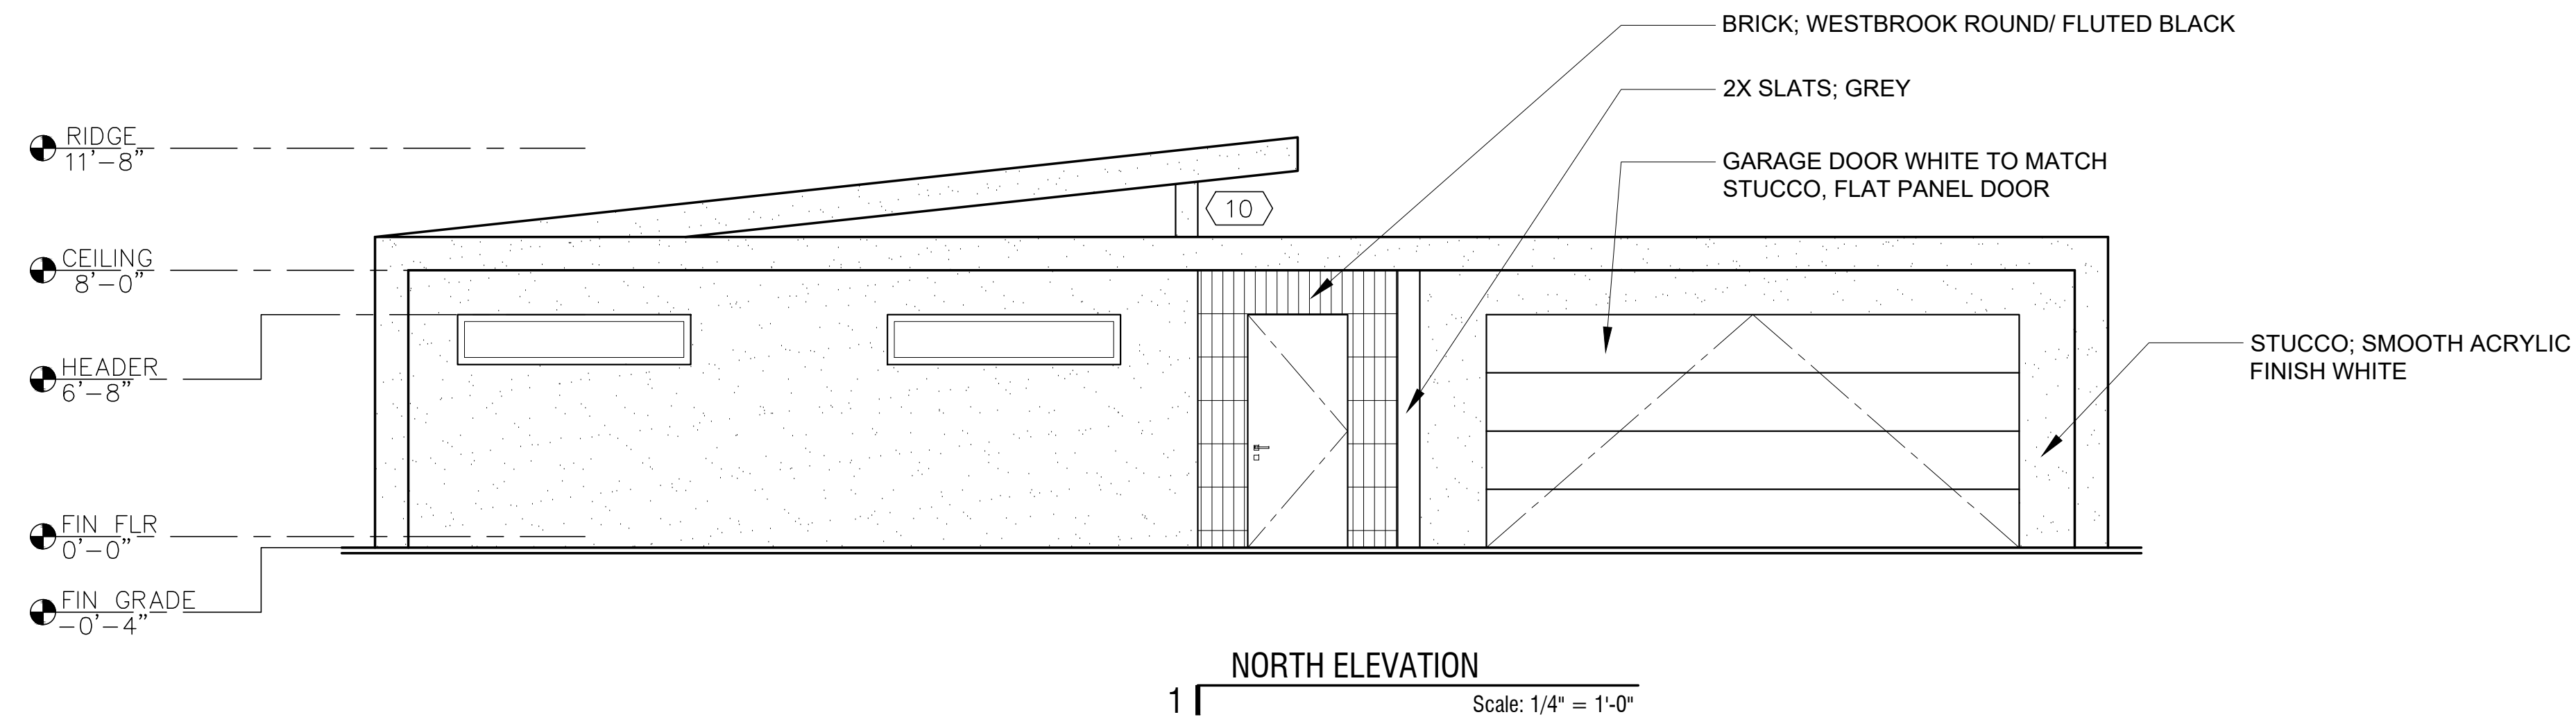 BRICK; WESTBROOK ROUND/ FLUTED BLACK
2X SLATS; GREY
RIDGE
11'-8"
GARAGE DOOR WHITE TO MATCH
STUCCO, FLAT PANEL DOOR
10
CEILING
8'-0"
HEADER
6'-8"
STUCCO; SMOOTH ACRYLIC
FINISH WHITE
FIN FLR
0'-0"
FIN GRADE
-0'-4"
NORTH ELEVATION
1
Scale: 1/4" = 1'-0"